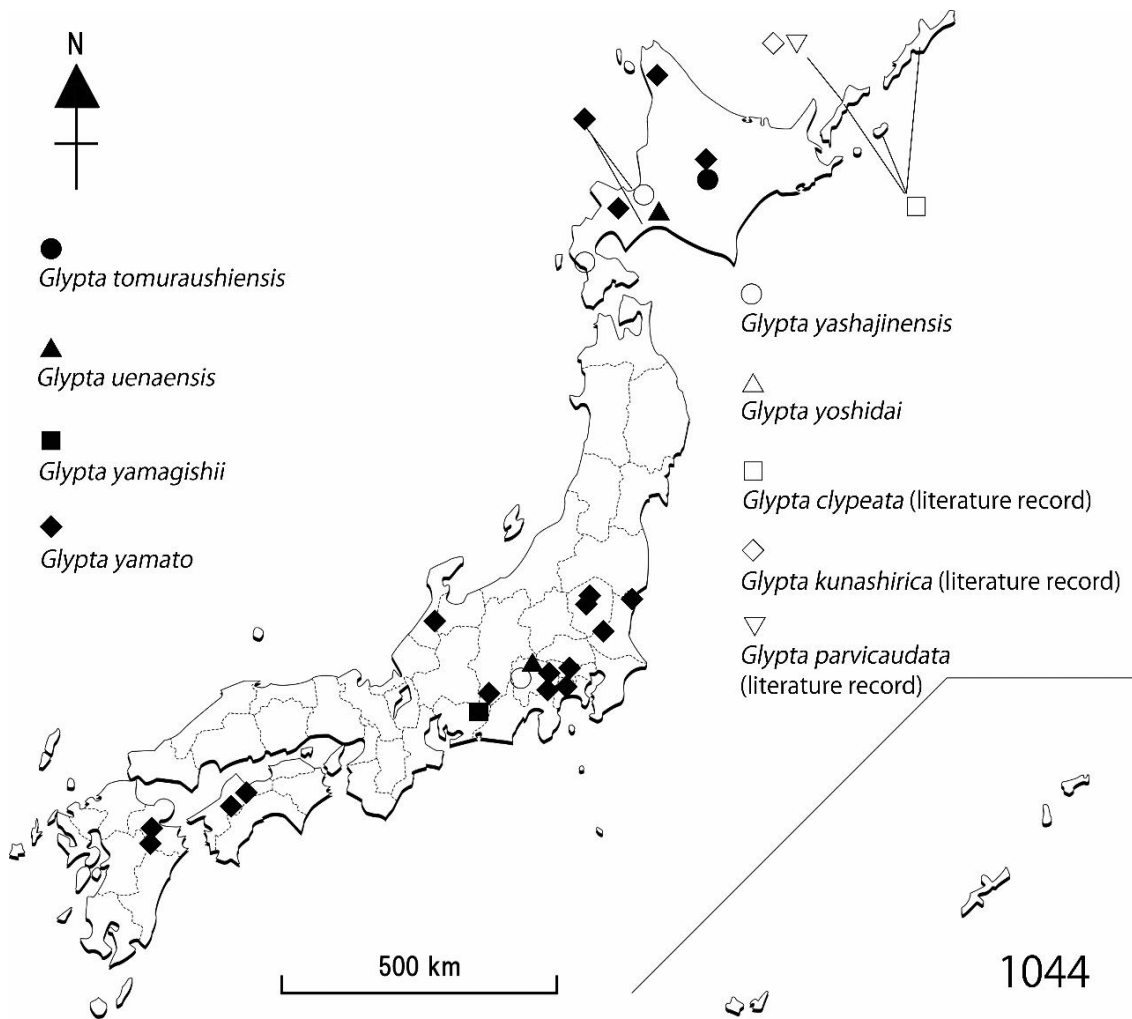 N
Glypta tomuraushiensis
Glypta uenaensis
Glypta yamagishii
Glypta yamato
Glypta yashajinensis
Glypta yoshidai
Glypta clypeata (literature record)
Glypta kunashirica (literature record)
Glypta parvicaudata
(literature record)
500 km
1044